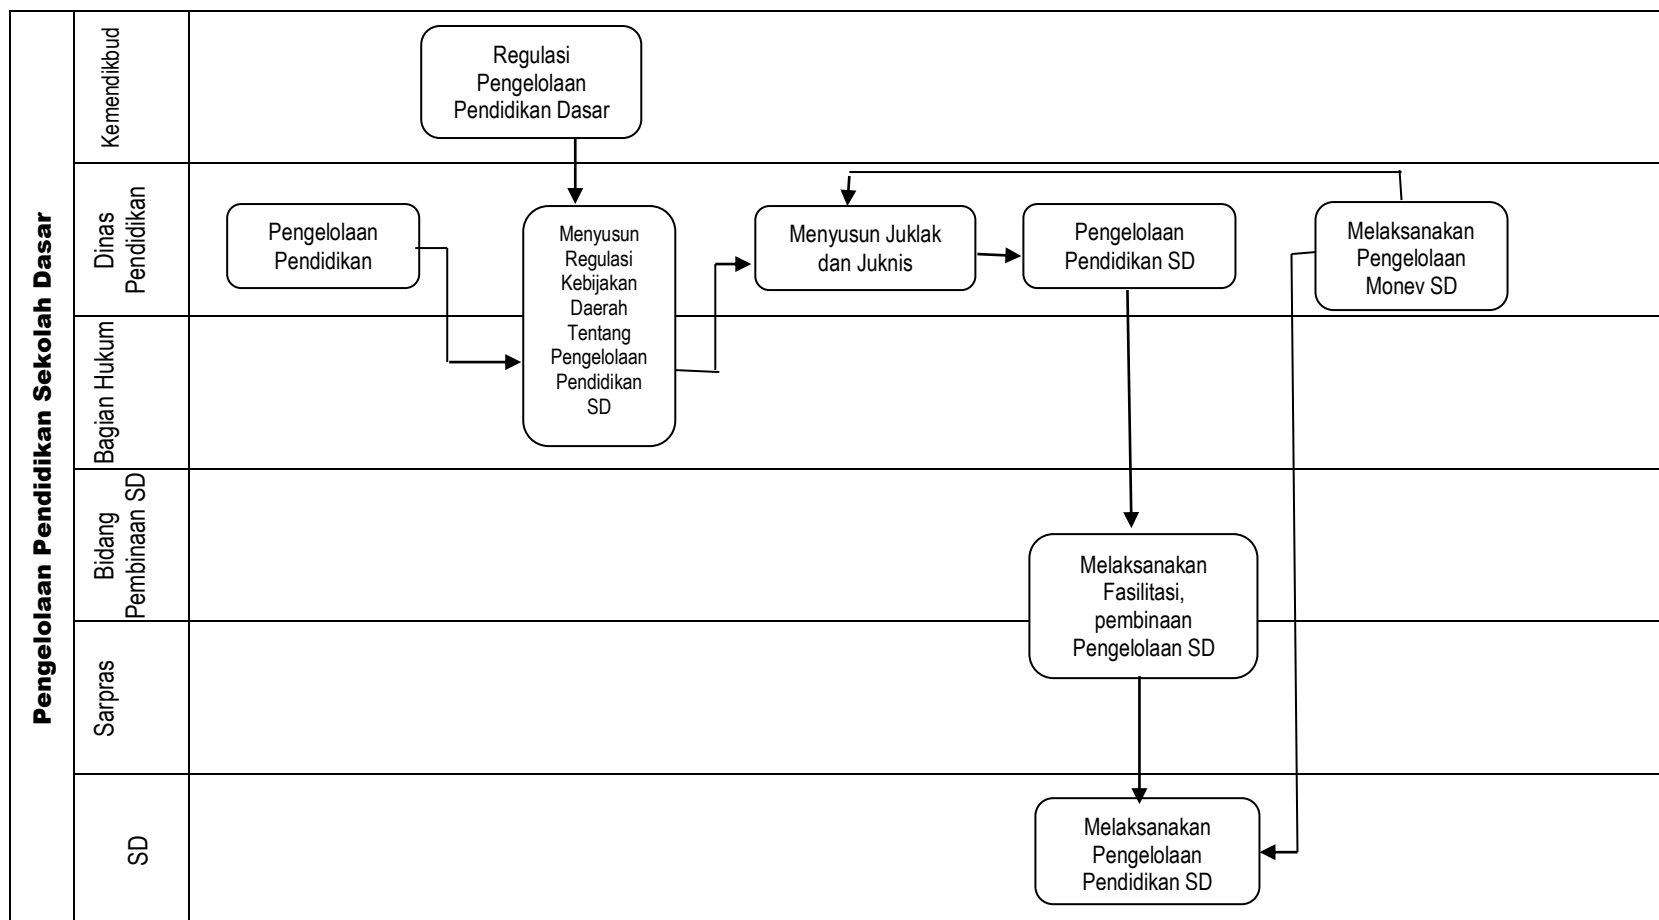 Pengelolaan Pendidikan Sekolah Dasar
Kemendikbud
Regulasi
Pengelolaan
Pendidikan Dasar
Dinas
Pendidikan
Pengelolaan
Pendidikan
Menyusun
Regulasi
Kebijakan
Daerah
Tentang
Pengelolaan
Pendidikan
SD
Menyusun Juklak
dan Juknis
Pengelolaan
Pendidikan SD
Melaksanakan
Pengelolaan
Monev SD
Bagian Hukum
Bidang
Pembinaan SD
Melaksanakan
Fasilitasi,
pembinaan
Pengelolaan SD
Sarpras
SD
Melaksanakan
Pengelolaan
Pendidikan SD